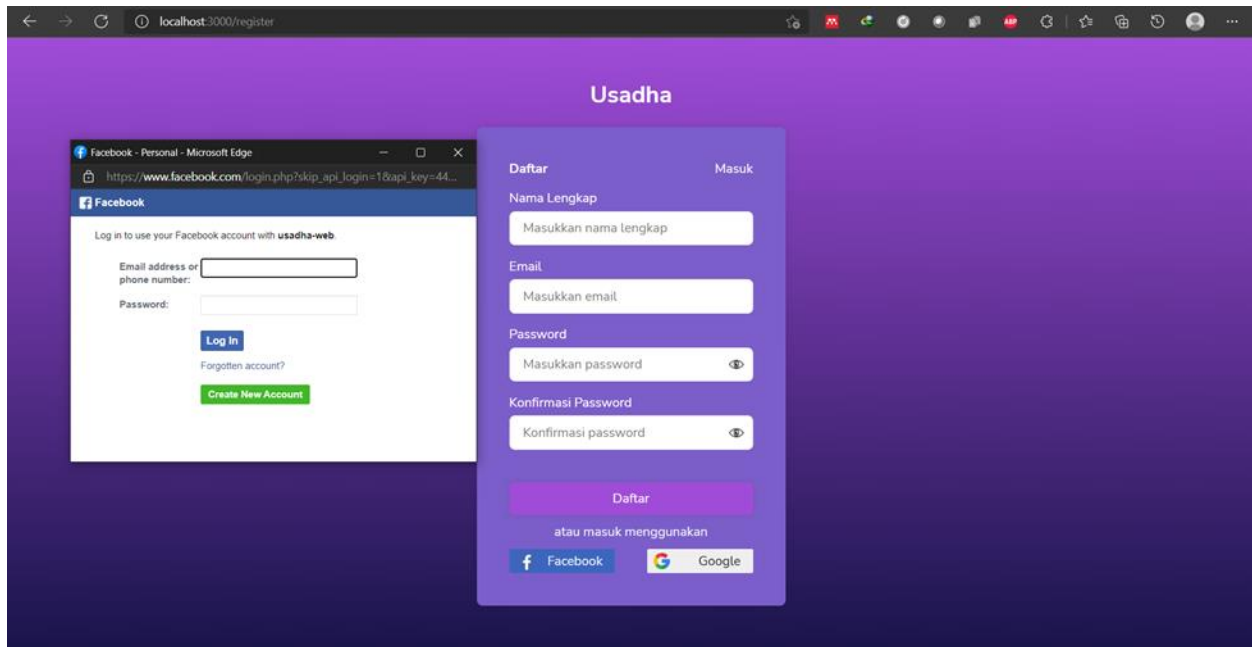 localhost:3000/register
Usadha
Facebook - Personal - Microsoft Edge
https://www.facebook.com/login.php?skip_api_login=1&api_key=44...
Facebook
Log in to use your Facebook account with usadha-web.
Email address or
phone number:
Password:
Log In
Forgotten account?
Create New Account
Daftar
Masuk
Nama Lengkap
Masukkan nama lengkap
Email
Masukkan email
Password
Masukkan password
Konfirmasi Password
Konfirmasi password
Daftar
atau masuk menggunakan
Facebook
Google